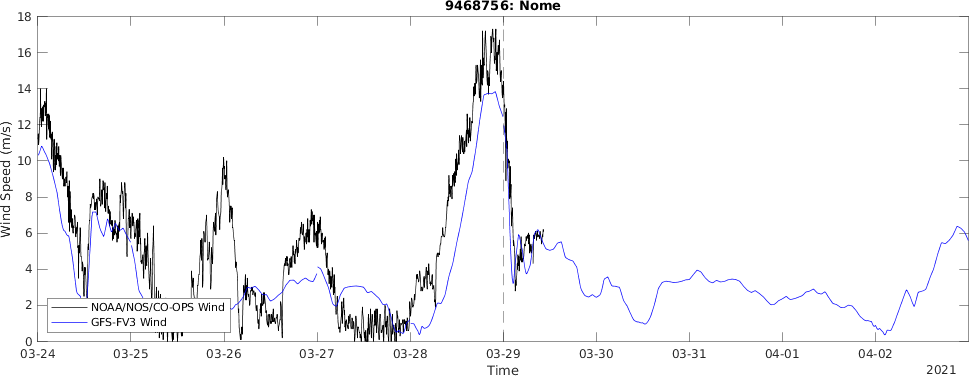 9468756: Nome
18
16
14
12
10
8
6
4
2
0
Wind Speed (m/s)
NOAA/NOS/CO-OPS Wind
GFS-FV3 Wind
03-24 03-25 03-26 03-27 03-28 03-29 03-30 03-31 04-01 04-02
Time
2021